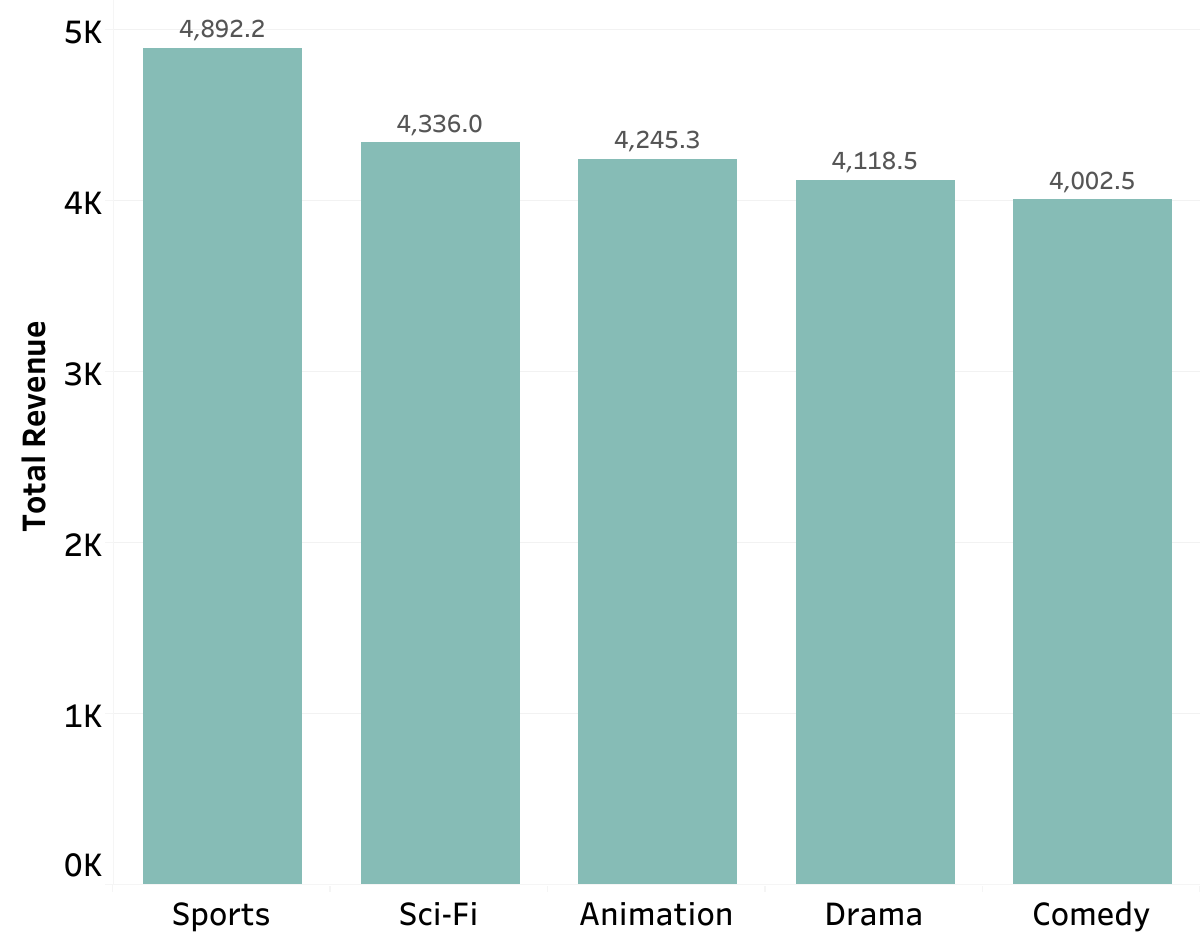 5K
4K
3K
2K
1K
0K
Total Revenue
4,892.2
4,336.0
4,245.3
4,118.5
4,002.5
Sports
Sci-Fi
Animation
Drama
Comedy